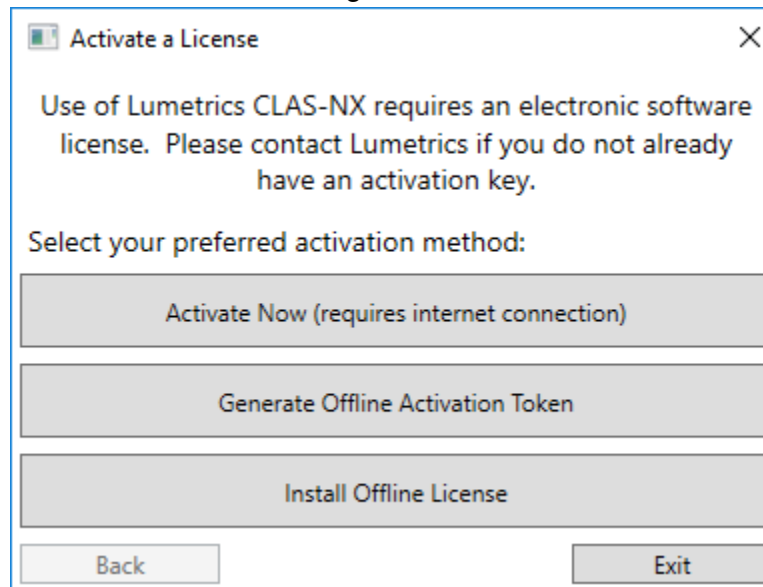 Activate a License
Use of Lumetrics CLAS-NX requires an electronic software
license.  Please contact Lumetrics if you do not already
have an activation key.
Select your preferred activation method:
Activate Now (requires internet connection)
Generate Offline Activation Token
Install Offline License
Back
Exit